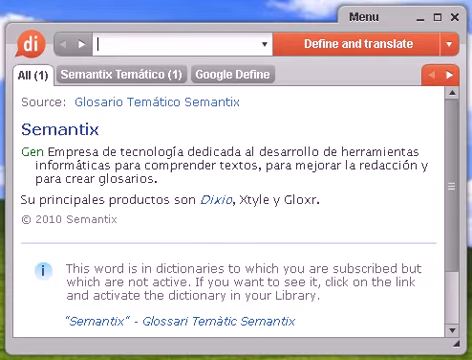 Menu
di
Define and translate
All (1) Semantix Temático (1) Google Define
Source: Glosario Temático Semantix
Semantix
Gen Empresa de tecnología dedicada al desarrollo de herramientas
informáticas para comprender textos, para mejorar la redacción y
para crear glosarios.
Su principales productos son Dixio, Xtyle y Gloxr.
© 2010 Semantix
i
This word is in dictionaries to which you are subscribed but
which are not active. If you want to see it, click on the link
and activate the dictionary in your Library.
"Semantix" - Glossari Temàtic Semantix